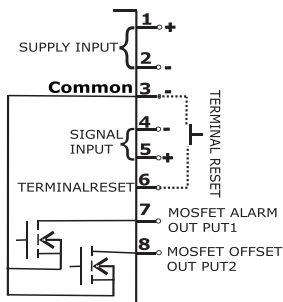 1 +
SUPPLY INPUT
2 -
Common 3 -
4 -
SIGNAL
INPUT
5 +
TERMINAL RESET
6
TERMINALRESET
7 MOSFET ALARM
OUT PUT1
8 MOSFET OFFSET
OUT PUT2